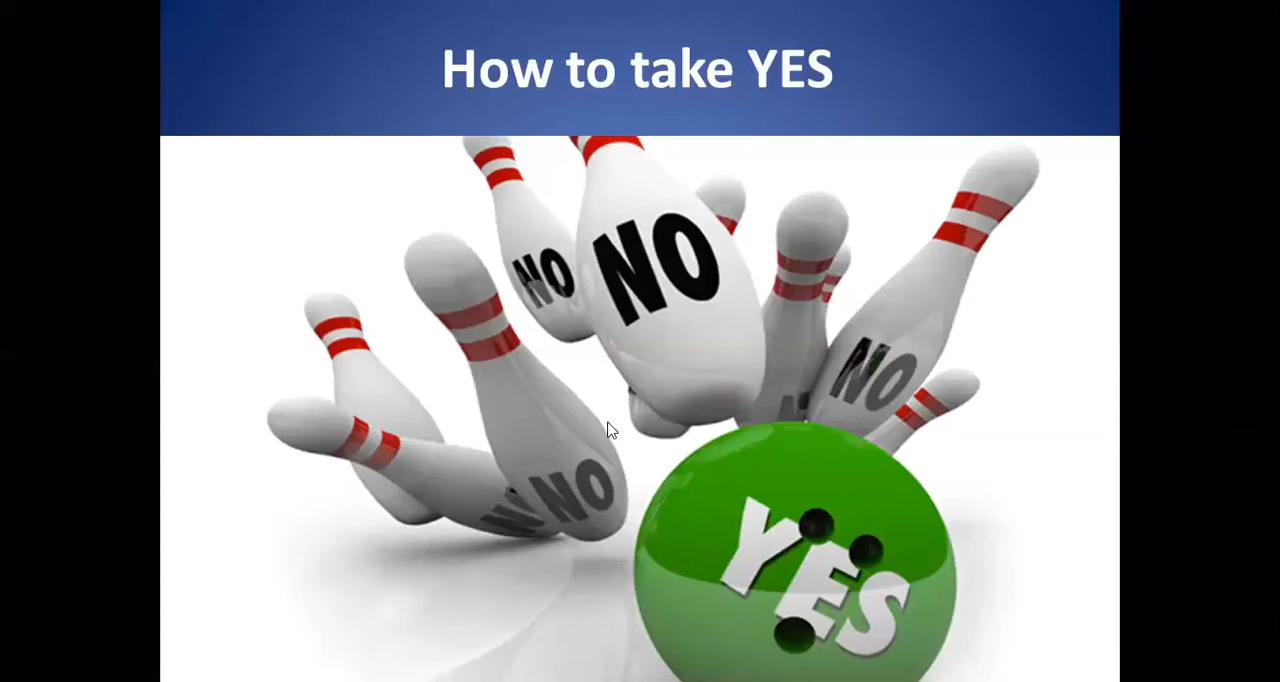 How to take YES
NO
NO
NO
NO
YES